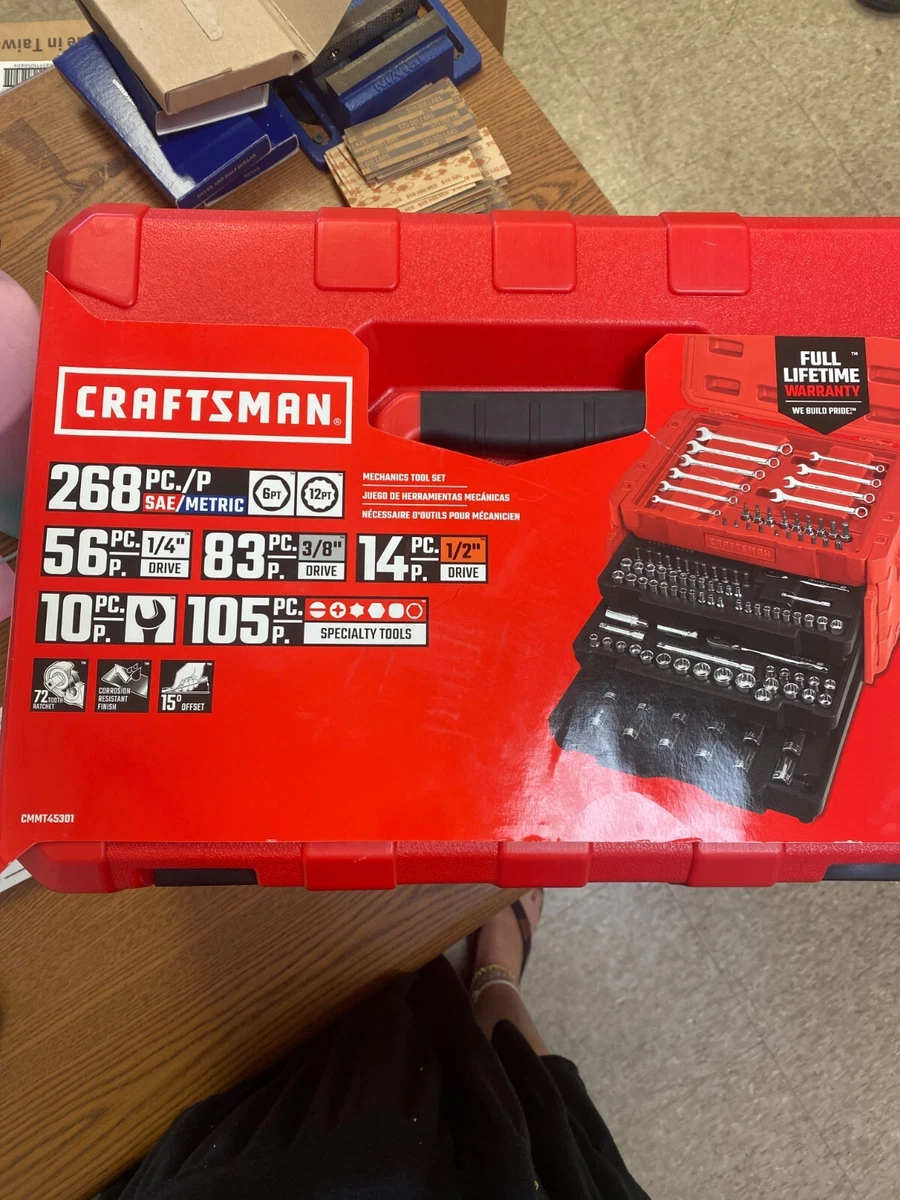 CRAFTSMAN®
268 PC./P
SAE/METRIC
6PT
12PT
MECHANICS TOOL SET
JUEGO DE HERRAMIENTAS MECÁNICAS
NÉCESSAIRE D'OUTILS POUR MÉCANICIEN
56 PC. P. 1/4" DRIVE
83 PC. P. 3/8" DRIVE
14 PC. P. 1/2" DRIVE
10 PC. P.
105 PC. P. SPECIALTY TOOLS
72 TOOTH RATCHET
CORROSION RESISTANT FINISH
15° OFFSET
CMMT45301
FULL
LIFETIME
WARRANTY
WE BUILD PRIDE™
CRAFTSMAN